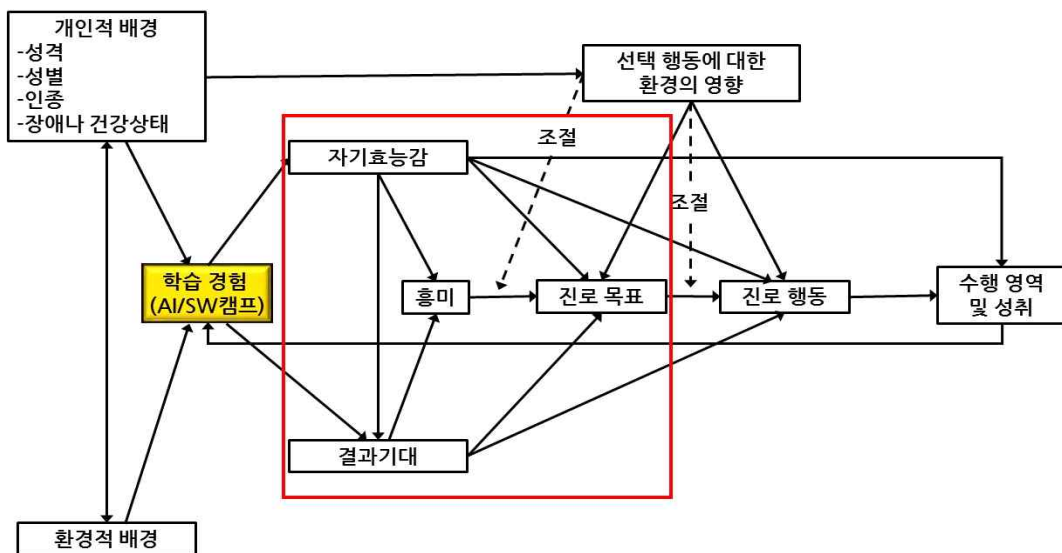 개인적 배경
-성격
-성별
-인종
-장애나 건강상태
선택 행동에 대한
환경의 영향
조절
자기효능감
조절
학습 경험
(AI/SW캠프)
흥미
진로 목표
진로 행동
수행 영역
및 성취
결과기대
환경적 배경